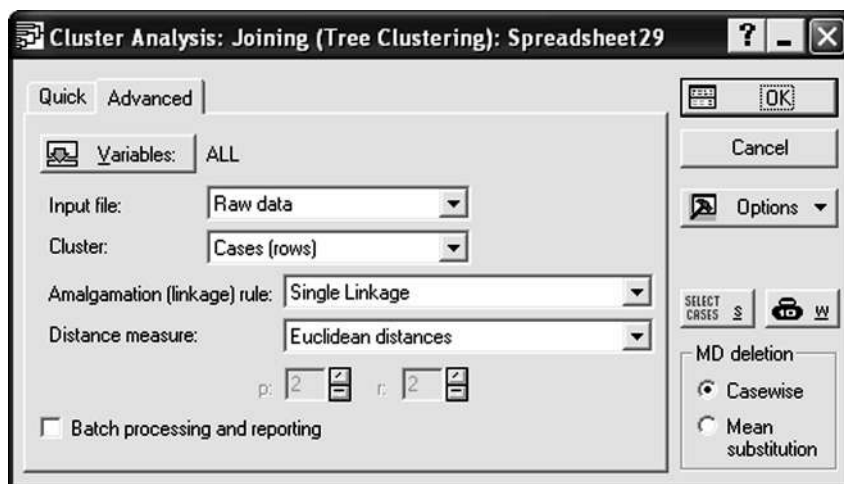 Cluster Analysis: Joining (Tree Clustering): Spreadsheet29
?
Quick
Advanced
Variables:
ALL
Input file:
Raw data
Cluster:
Cases (rows)
Amalgamation (linkage) rule:
Single Linkage
Distance measure:
Euclidean distances
p:
2
r:
2
Batch processing and reporting
OK
Cancel
Options
SELECT
CASES
S
W
MD deletion
Casewise
Mean
substitution